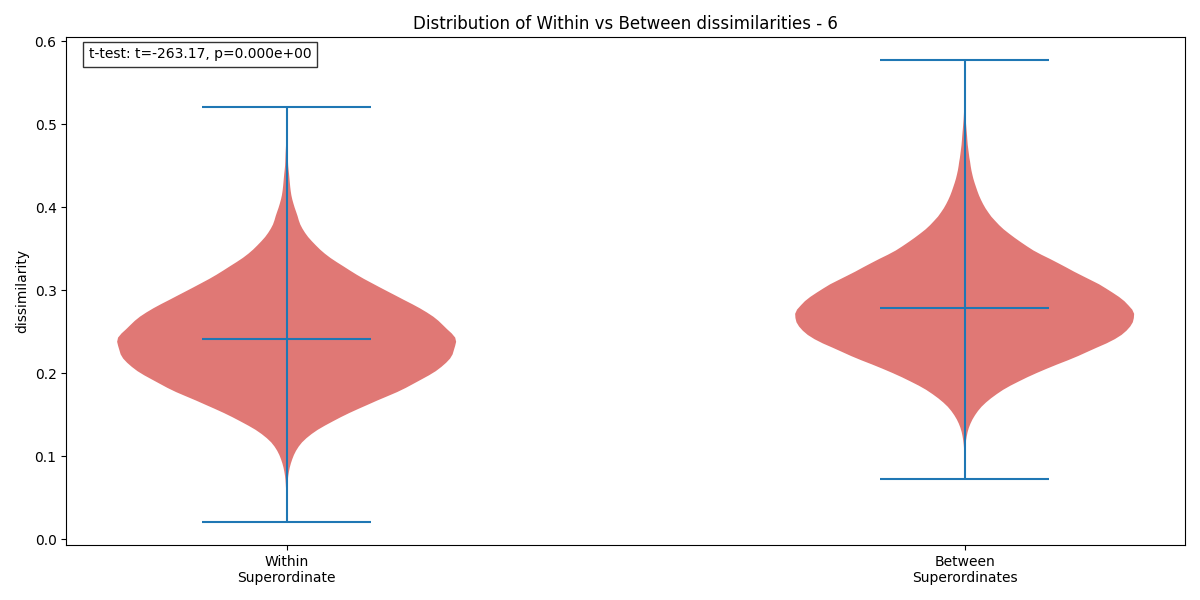 Distribution of Within vs Between dissimilarities - 6
t-test: t=-263.17, p=0.000e+00
dissimilarity
0.6
0.5
0.4
0.3
0.2
0.1
0.0
Within
Superordinate
Between
Superordinates